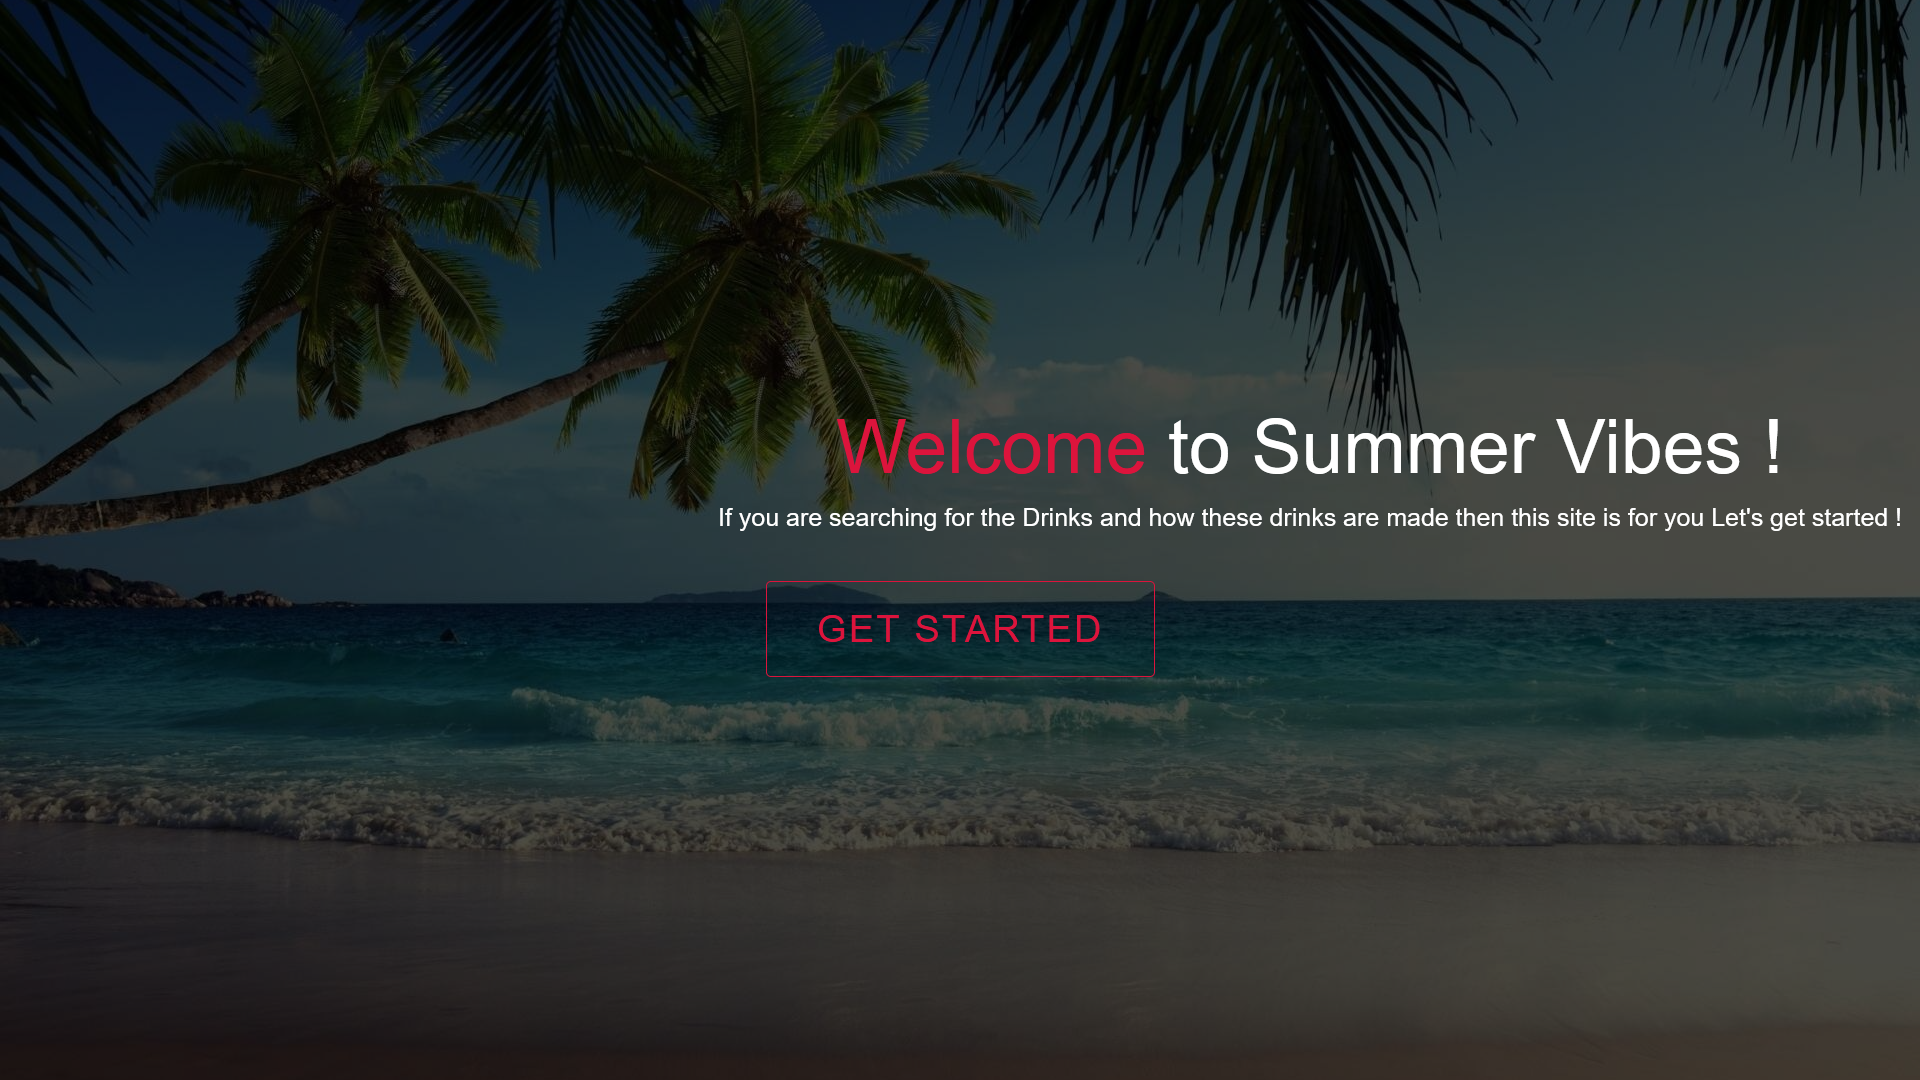 Welcome to Summer Vibes !
If you are searching for the Drinks and how these drinks are made then this site is for you Let's get started !
GET STARTED